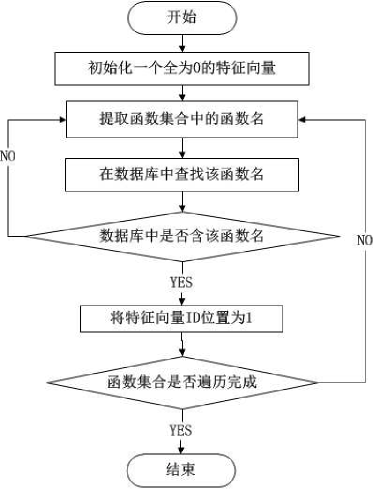 开始
初始化一个全为0的特征向量
提取函数集合中的函数名
NO
在数据库中查找该函数名
数据库中是否含该函数名
NO
YES
将特征向量ID位置为1
函数集合是否遍历完成
YES
结束